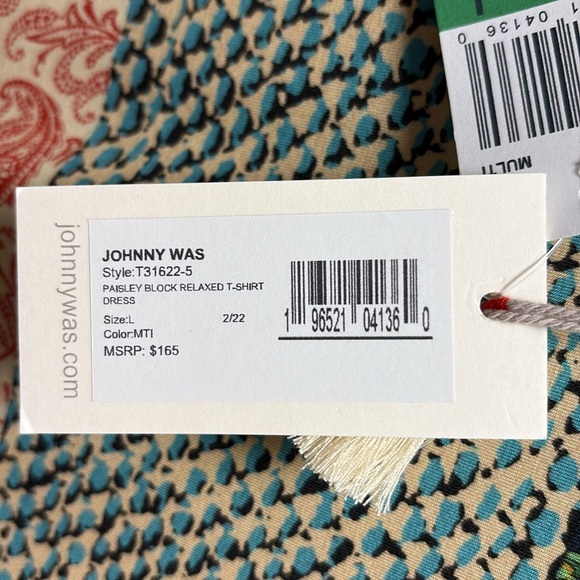 0 04136
MULTI
johnnywas.com
JOHNNY WAS
Style:T31622-5
PAISLEY BLOCK RELAXED T-SHIRT
DRESS
Size:L 2/22
Color:MTI
MSRP: $165
1 96521 04136 0